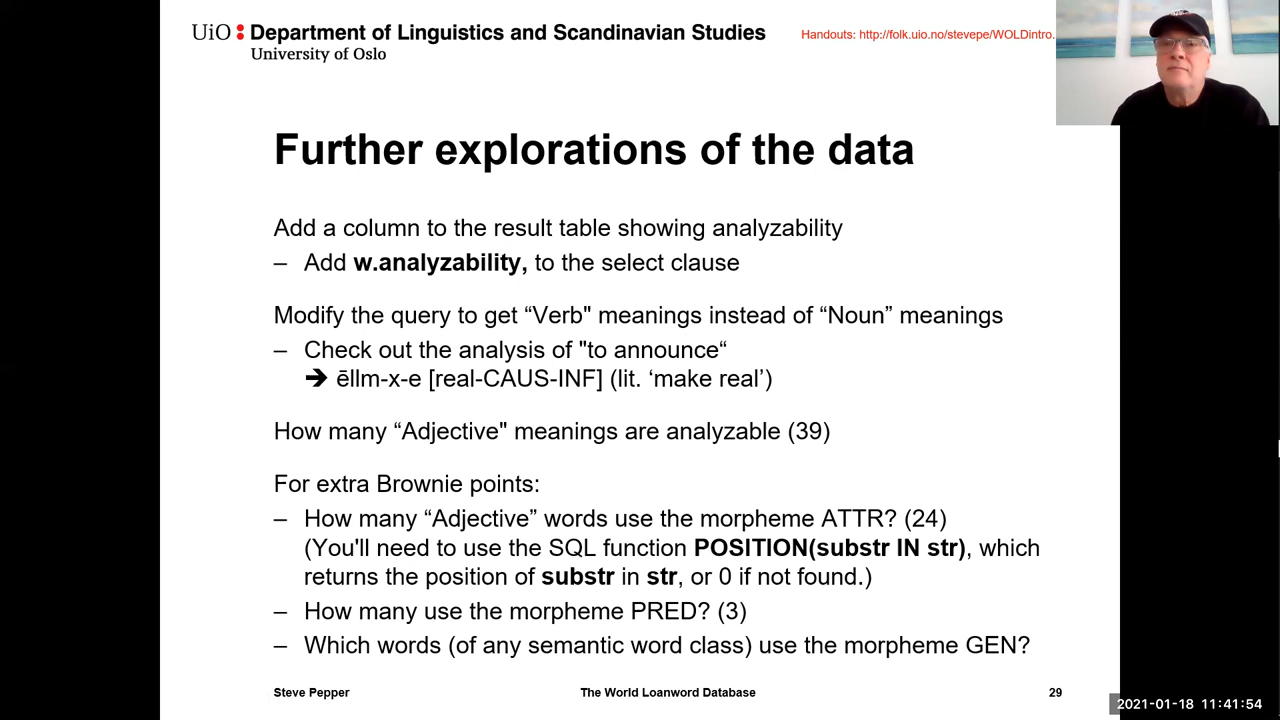 UiO : Department of Linguistics and Scandinavian Studies
University of Oslo
Handouts: http://folk.uio.no/stevepe/WOLDintro.
Further explorations of the data
Add a column to the result table showing analyzability
– Add w.analyzability, to the select clause
Modify the query to get “Verb" meanings instead of “Noun” meanings
– Check out the analysis of "to announce“
➔ ēllm-x-e [real-CAUS-INF] (lit. ‘make real’)
How many “Adjective" meanings are analyzable (39)
For extra Brownie points:
– How many “Adjective” words use the morpheme ATTR? (24)
(You'll need to use the SQL function POSITION(substr IN str), which
returns the position of substr in str, or 0 if not found.)
– How many use the morpheme PRED? (3)
– Which words (of any semantic word class) use the morpheme GEN?
Steve Pepper The World Loanword Database 29
2021-01-18 11:41:54